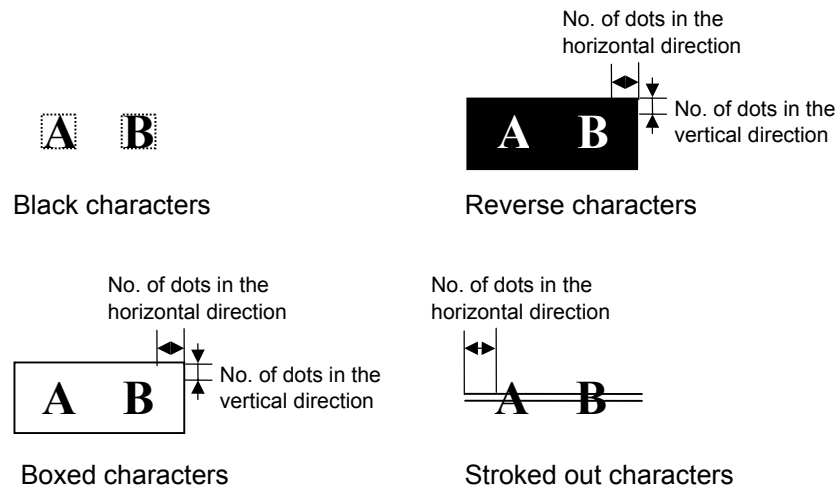 No. of dots in the
horizontal direction
No. of dots in the
vertical direction
A B
A B
Black characters
Reverse characters
No. of dots in the
horizontal direction
No. of dots in the
vertical direction
A B
No. of dots in the
horizontal direction
A B
Boxed characters
Stroked out characters